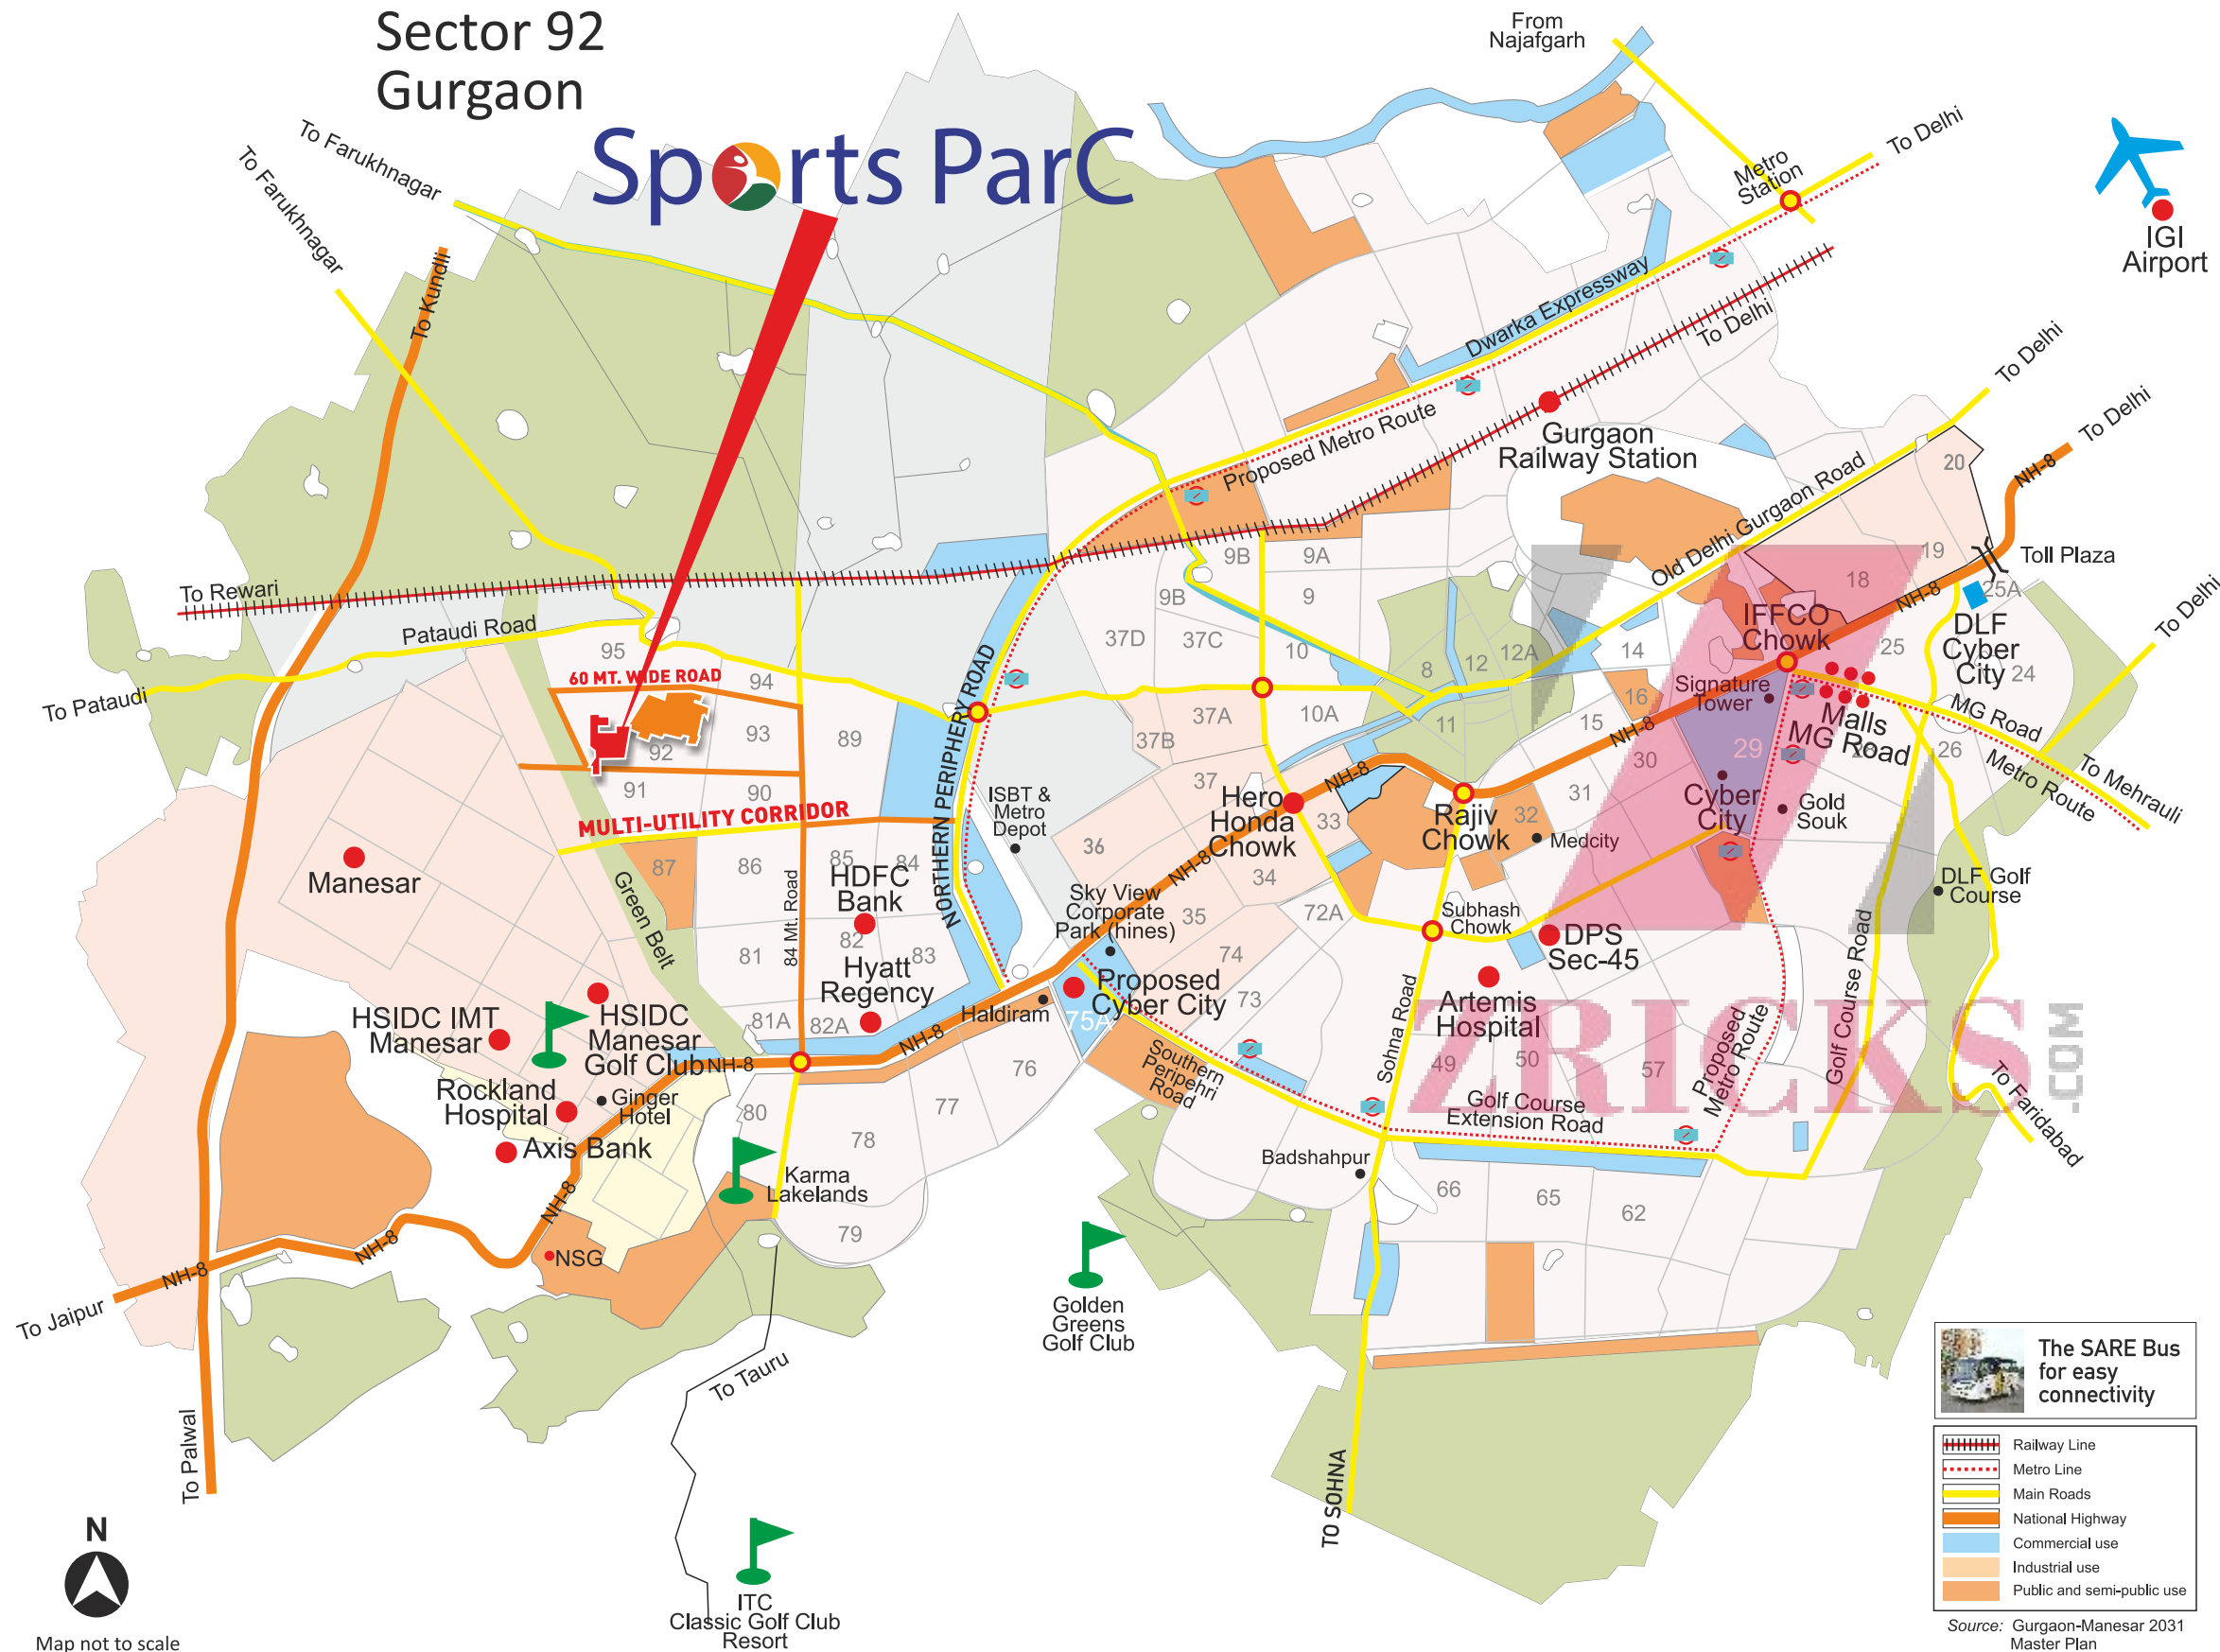 Sector 92
Gurgaon
Sports ParC
From
Najafgarh
To Farukhnagar
To Farukhnagar
To Kundli
Metro
Station
To Delhi
IGI
Airport
Dwarka Expressway
To Delhi
Proposed Metro Route
Gurgaon
Railway Station
To Delhi
To Delhi
NH-8
Old Delhi Gurgaon Road
20
19
18
Toll Plaza
25A
NH-8
To Delhi
To Rewari
Pataudi Road
To Pataudi
95
60 MT. WIDE ROAD
94
93
92
91
90
89
MULTI-UTILITY CORRIDOR
NORTHERN PERIPHERY ROAD
9B
9A
9B
9
37D
37C
10
8
12
12A
14
IFFCO
Chowk
DLF
Cyber
City
25
24
Signature
Tower
16
15
11
10A
37A
37B
37
Malls
MG Road
MG Road
Metro Route
To Mehrauli
26
29
30
NH-8
31
32
Cyber
City
Gold
Souk
ISBT &
Metro
Depot
NH-8
Hero
Honda
Chowk
33
Rajiv
Chowk
Medcity
36
34
NH-8
Manesar
87
86
85
84
HDFC
Bank
84 Mt. Road
Green Belt
81
82
83
Hyatt
Regency
81A
82A
Sky View
Corporate
Park (hines)
35
72A
74
73
Subhash
Chowk
DPS
Sec-45
DLF Golf
Course
Golf Course Road
Proposed
Cyber City
75A
Haldiram
NH-8
Artemis
Hospital
Sohna Road
ZRICKS
.COM
HSIDC IMT
Manesar
HSIDC
Manesar
Golf Club
NH-8
Rockland
Hospital
Ginger
Hotel
Axis Bank
80
78
77
76
79
Karma
Lakelands
Southern
Peripehri
Road
49
50
57
Proposed
Metro Route
Golf Course
Extension Road
To Faridabad
Badshahpur
66
65
62
NH-8
NSG
NH-8
NH-8
To Jaipur
To Palwal
To Tauru
Golden
Greens
Golf Club
TO SOHNA
ITC
Classic Golf Club
Resort
N
Map not to scale
The SARE Bus
for easy
connectivity
Railway Line
Metro Line
Main Roads
National Highway
Commercial use
Industrial use
Public and semi-public use
Source: Gurgaon-Manesar 2031
Master Plan